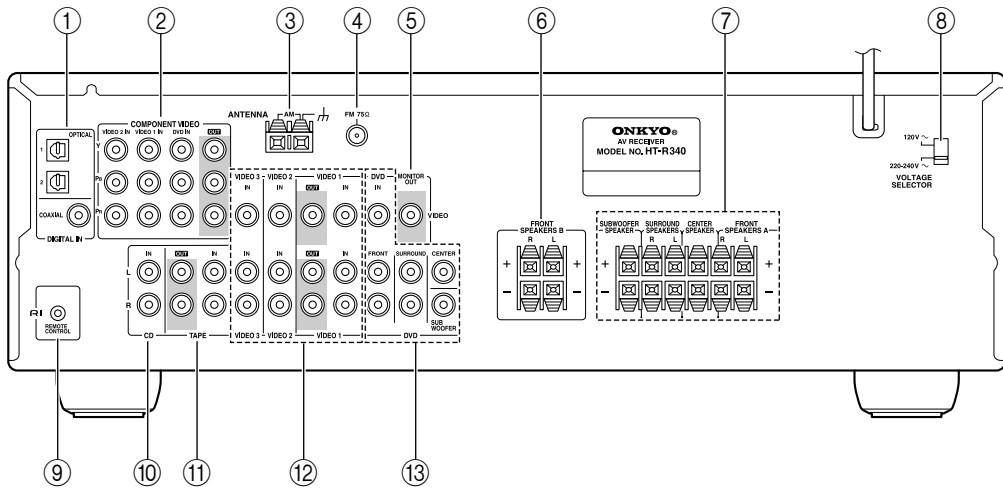 ① ② ③ ④ ⑤ ⑥ ⑦ ⑧
OPTICAL
1
2
COAXIAL
DIGITAL IN
COMPONENT VIDEO
VIDEO 2 IN VIDEO 1 IN DVD IN OUT
Y
PB
PR
ANTENNA
AM
FM 75Ω
VIDEO 3 VIDEO 2 VIDEO 1 DVD MONITOR OUT
IN IN OUT IN IN
VIDEO
IN OUT IN IN IN OUT IN FRONT SURROUND CENTER
L
R
SUB WOOFER
CD TAPE VIDEO 3 VIDEO 2 VIDEO 1 DVD
RI
REMOTE CONTROL
ONKYO®
AV RECEIVER
MODEL NO. HT-R340
FRONT SPEAKERS B
R L
+ +
− −
SUBWOOFER SPEAKER SURROUND SPEAKERS CENTER SPEAKER FRONT SPEAKERS A
R L R L
+ +
− −
120V ∼
220-240V ∼
VOLTAGE SELECTOR
⑨ ⑩ ⑪ ⑫ ⑬